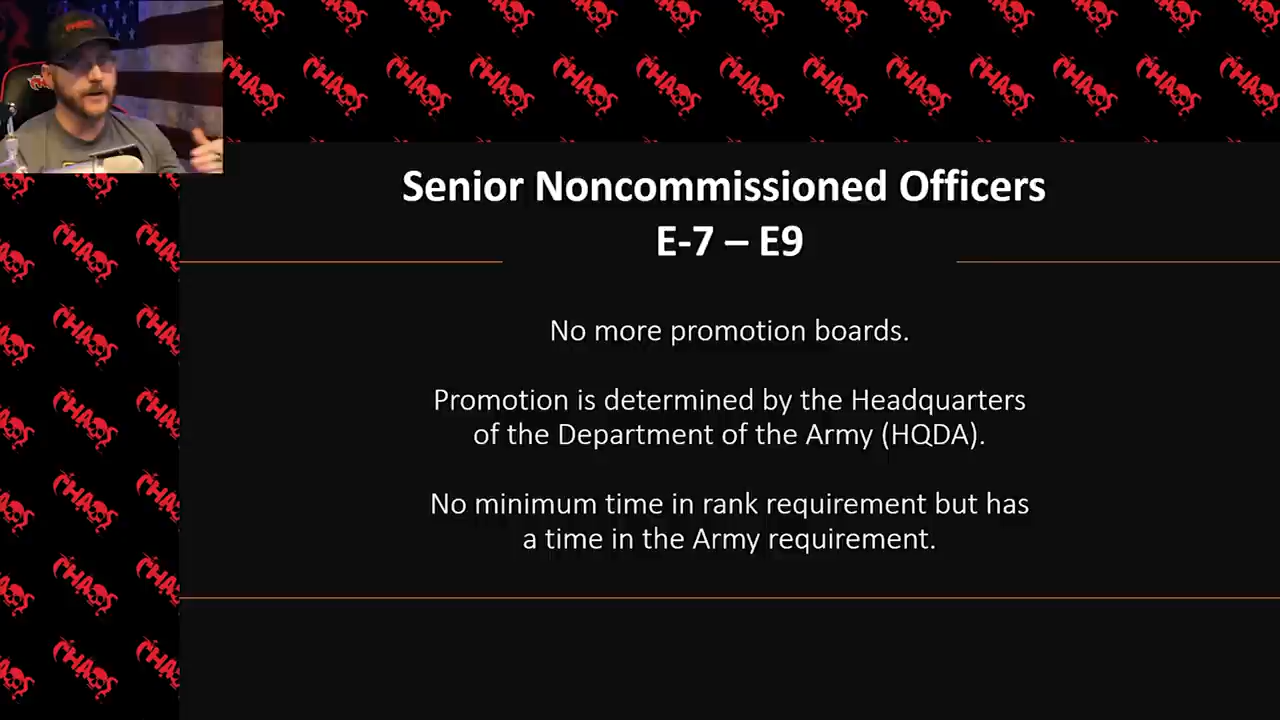 Senior Noncommissioned Officers
E-7 – E9
No more promotion boards.
Promotion is determined by the Headquarters
of the Department of the Army (HQDA).
No minimum time in rank requirement but has
a time in the Army requirement.
CHAOS